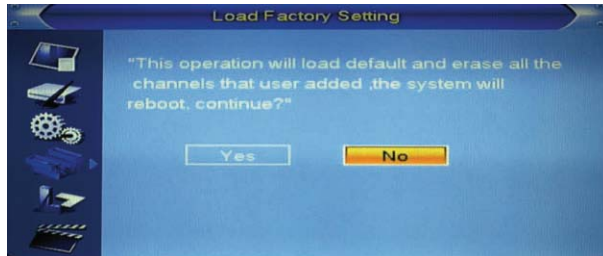 Load Factory Setting
"This operation will load default and erase all the
channels that user added ,the system will
reboot, continue?"
Yes
No